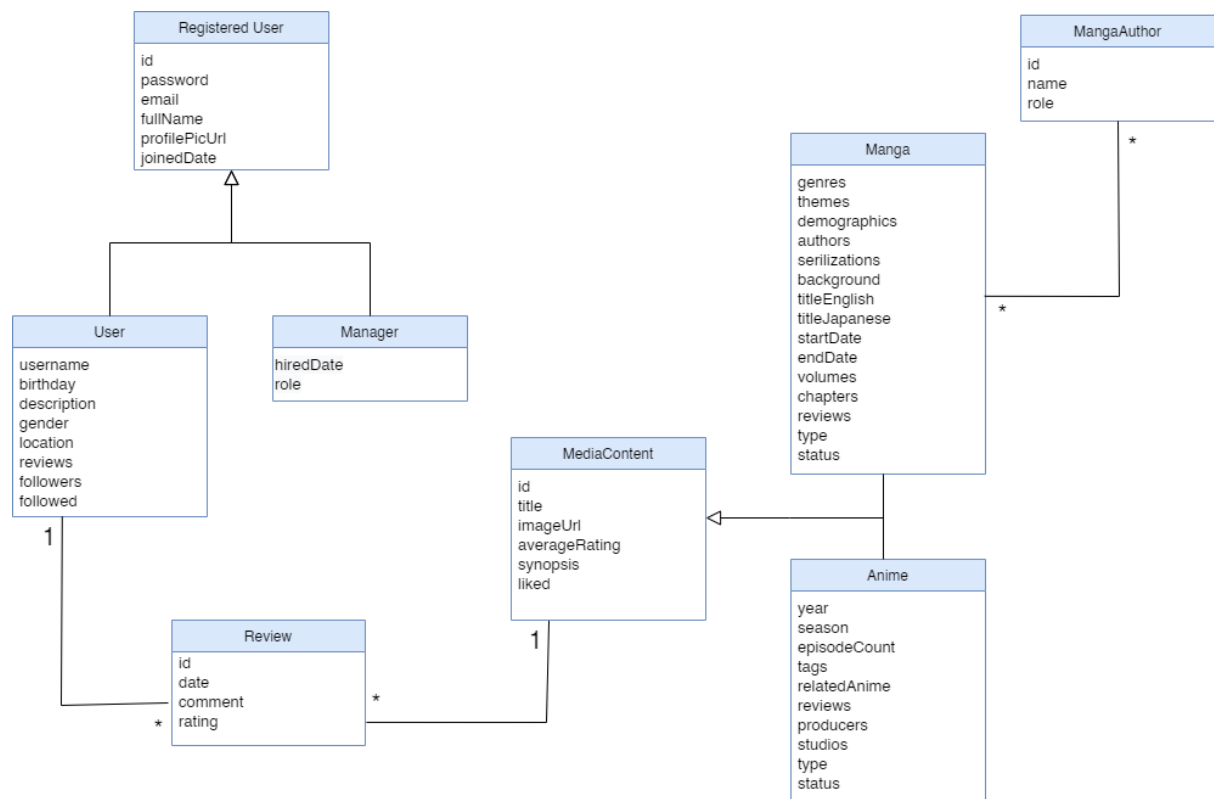 Registered User
id
password
email
fullName
profilePicUrl
joinedDate
MangaAuthor
id
name
role
*
Manga
genres
themes
demographics
authors
serilizations
background
titleEnglish
titleJapanese
startDate
endDate
volumes
chapters
reviews
type
status
*
User
username
birthday
description
gender
location
reviews
followers
followed
1
Manager
hiredDate
role
MediaContent
id
title
imageUrl
averageRating
synopsis
liked
1
Anime
year
season
episodeCount
tags
relatedAnime
reviews
producers
studios
type
status
Review
id
date
comment
rating
*
*